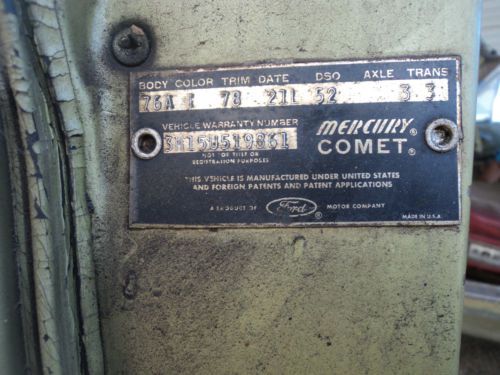 BODY COLOR TRIM DATE DSO AXLE TRANS
76A I 78 21L 52 3 3
VEHICLE WARRANTY NUMBER
3H15U519861
MERCURY®
COMET®
NOT FOR TITLE OR
REGISTRATION PURPOSES
THIS VEHICLE IS MANUFACTURED UNDER UNITED STATES
AND FOREIGN PATENTS AND PATENT APPLICATIONS
A PRODUCT OF Ford® MOTOR COMPANY
MADE IN U.S.A.